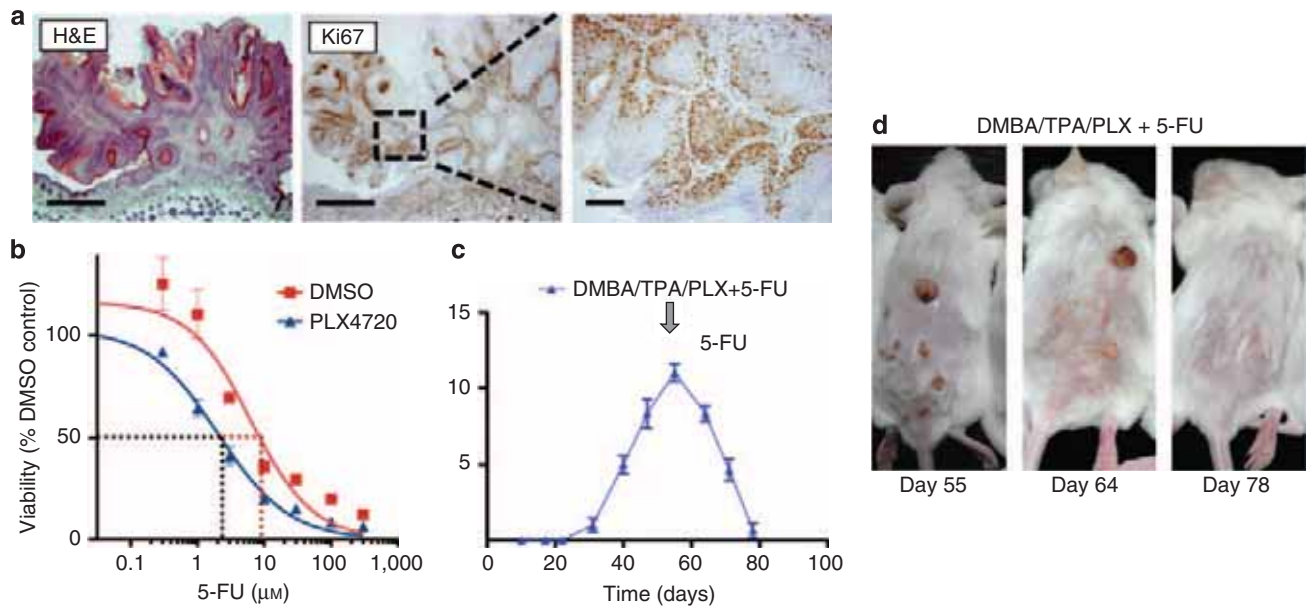 a
H&E
Ki67
b
Viability (% DMSO control)
100
50
0
0.1
1
10
100
1,000
5-FU (μM)
DMSO
PLX4720
c
DMBA/TPA/PLX+5-FU
5-FU
15
10
5
0
20
40
60
80
100
Time (days)
d
DMBA/TPA/PLX + 5-FU
Day 55
Day 64
Day 78